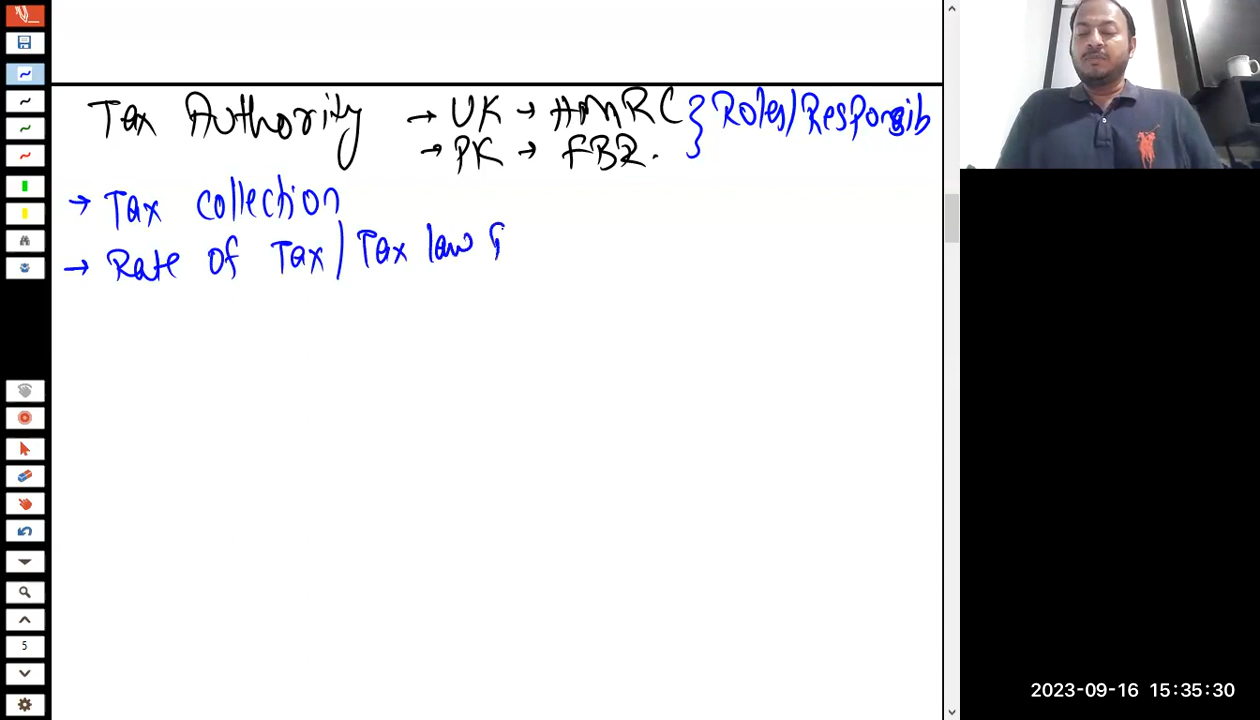 Tax Authority → UK → HMRC } Roles/Responsib
→ PK → FBR.
→ Tax collection
→ Rate of Tax / Tax law
5
2023-09-16 15:35:30